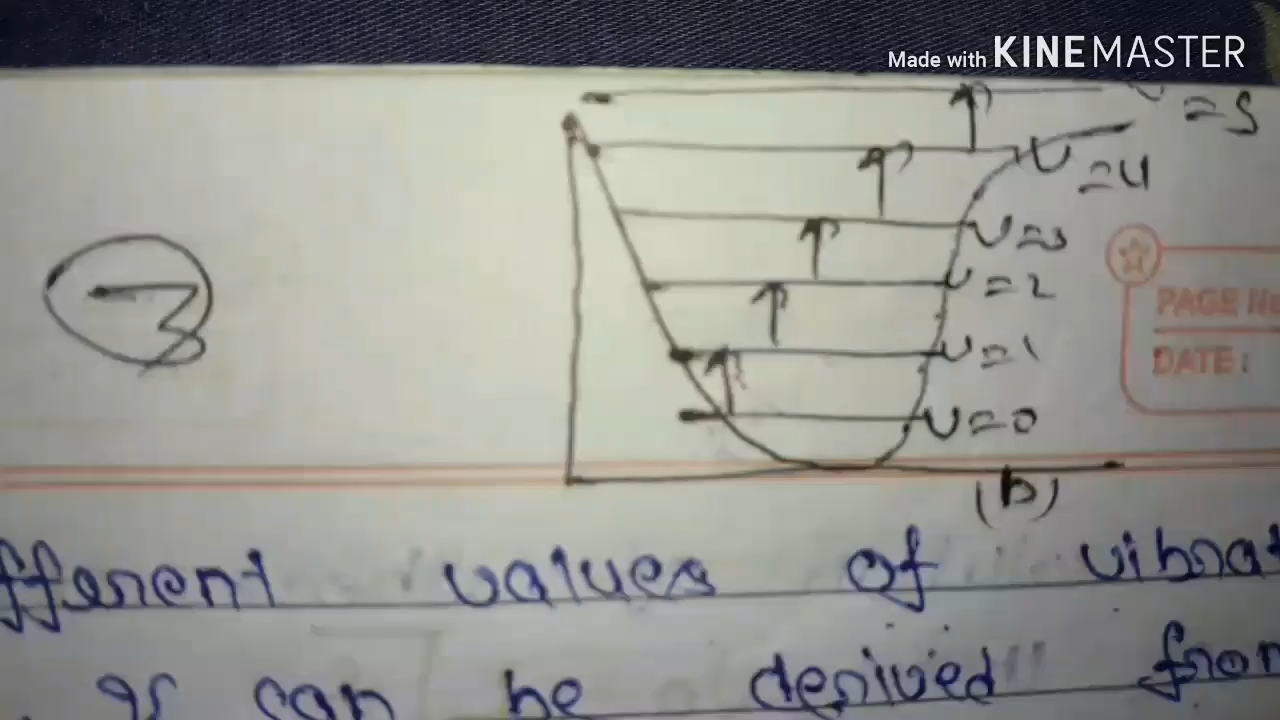 Made with KINEMASTER
υ = 5
υ = 4
υ = 3
υ = 2
υ = 1
υ = 0
3
PAGE No
DATE :
(b)
fferent values of vibrat
can be derived from